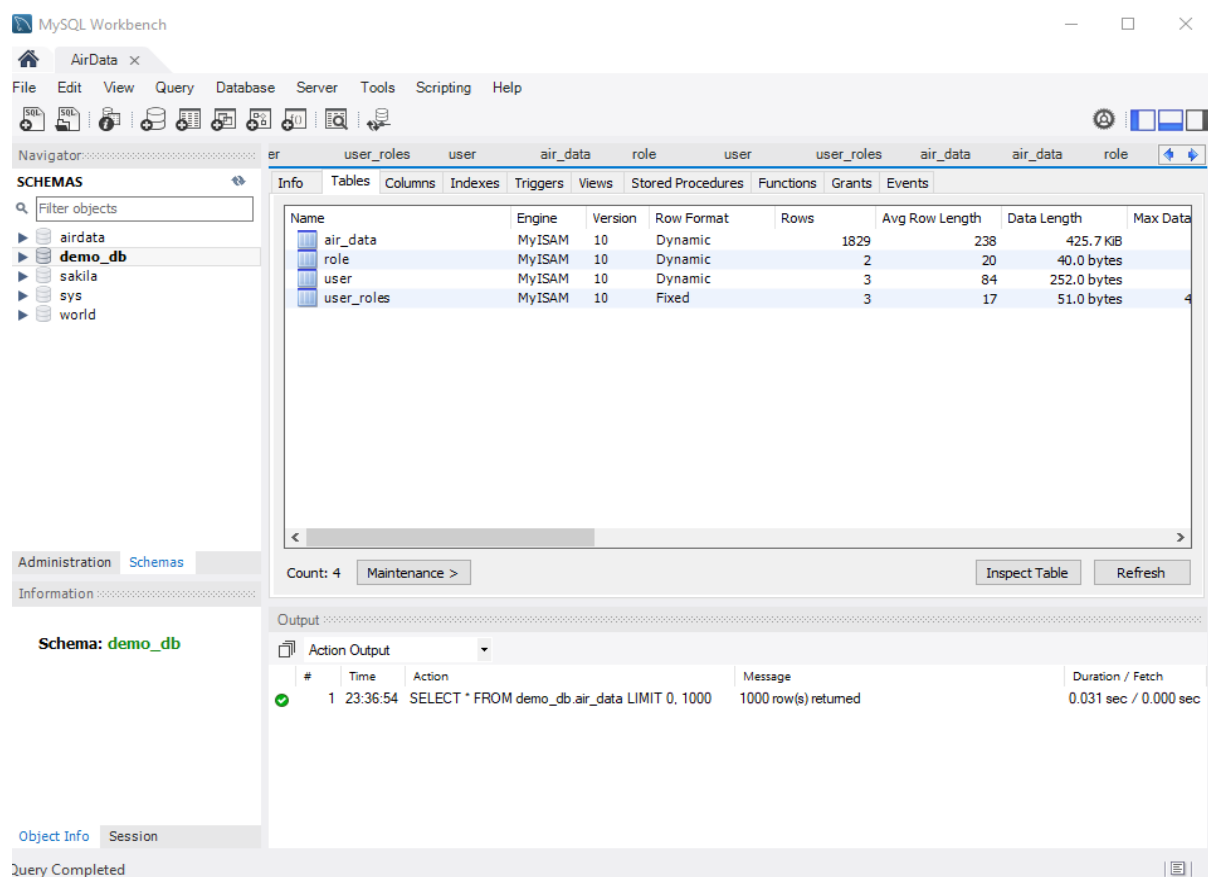 MySQL Workbench
AirData
File Edit View Query Database Server Tools Scripting Help
Navigator
er user_roles user air_data role user user_roles air_data air_data role
SCHEMAS
Info Tables Columns Indexes Triggers Views Stored Procedures Functions Grants Events
Filter objects
airdata
demo_db
sakila
sys
world
Name Engine Version Row Format Rows Avg Row Length Data Length Max Data
air_data MyISAM 10 Dynamic 1829 238 425.7 KiB
role MyISAM 10 Dynamic 2 20 40.0 bytes
user MyISAM 10 Dynamic 3 84 252.0 bytes
user_roles MyISAM 10 Fixed 3 17 51.0 bytes 4
Administration Schemas
Count: 4 Maintenance > Inspect Table Refresh
Information
Schema: demo_db
Output
Action Output
# Time Action Message Duration / Fetch
1 23:36:54 SELECT * FROM demo_db.air_data LIMIT 0, 1000 1000 row(s) returned 0.031 sec / 0.000 sec
Object Info Session
Query Completed